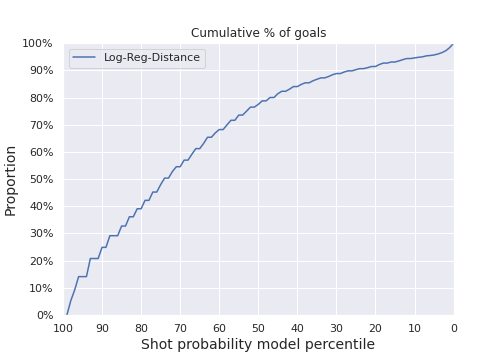 Cumulative % of goals
Log-Reg-Distance
Proportion
100%
90%
80%
70%
60%
50%
40%
30%
20%
10%
0%
100 90 80 70 60 50 40 30 20 10 0
Shot probability model percentile